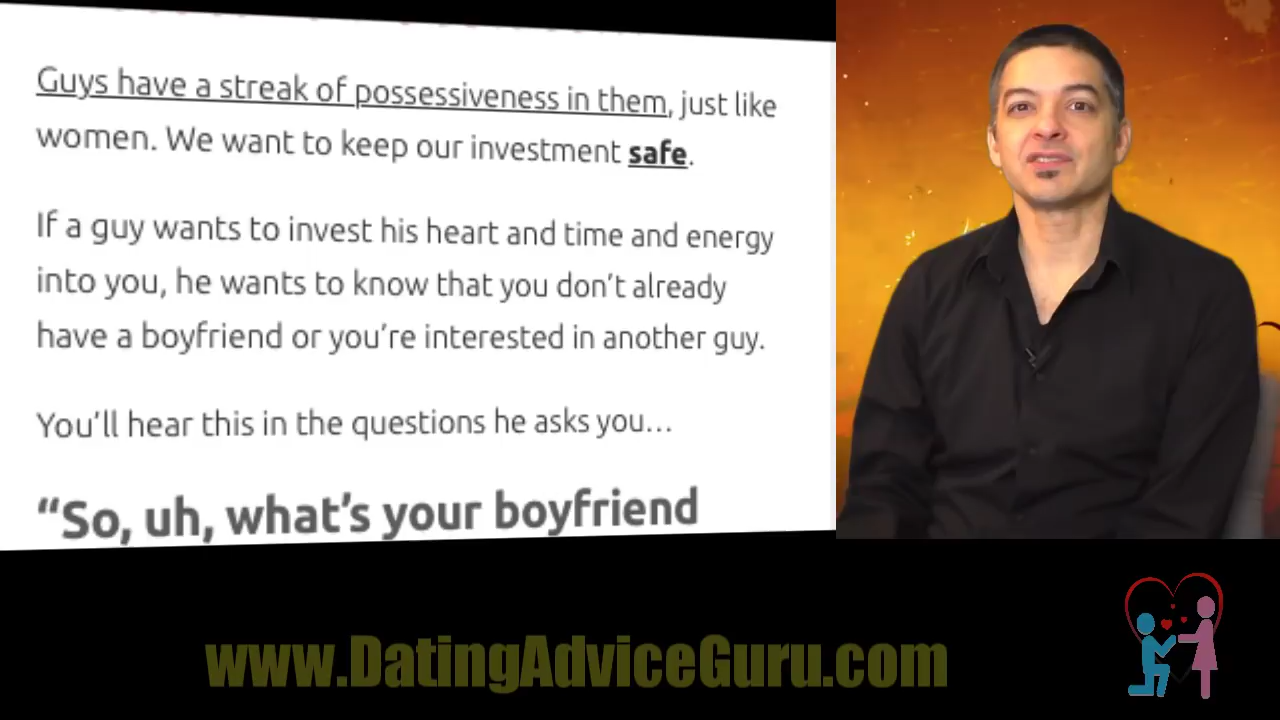 Guys have a streak of possessiveness in them, just like
women. We want to keep our investment safe.
If a guy wants to invest his heart and time and energy
into you, he wants to know that you don’t already
have a boyfriend or you’re interested in another guy.
You’ll hear this in the questions he asks you…
“So, uh, what’s your boyfriend
www.DatingAdviceGuru.com